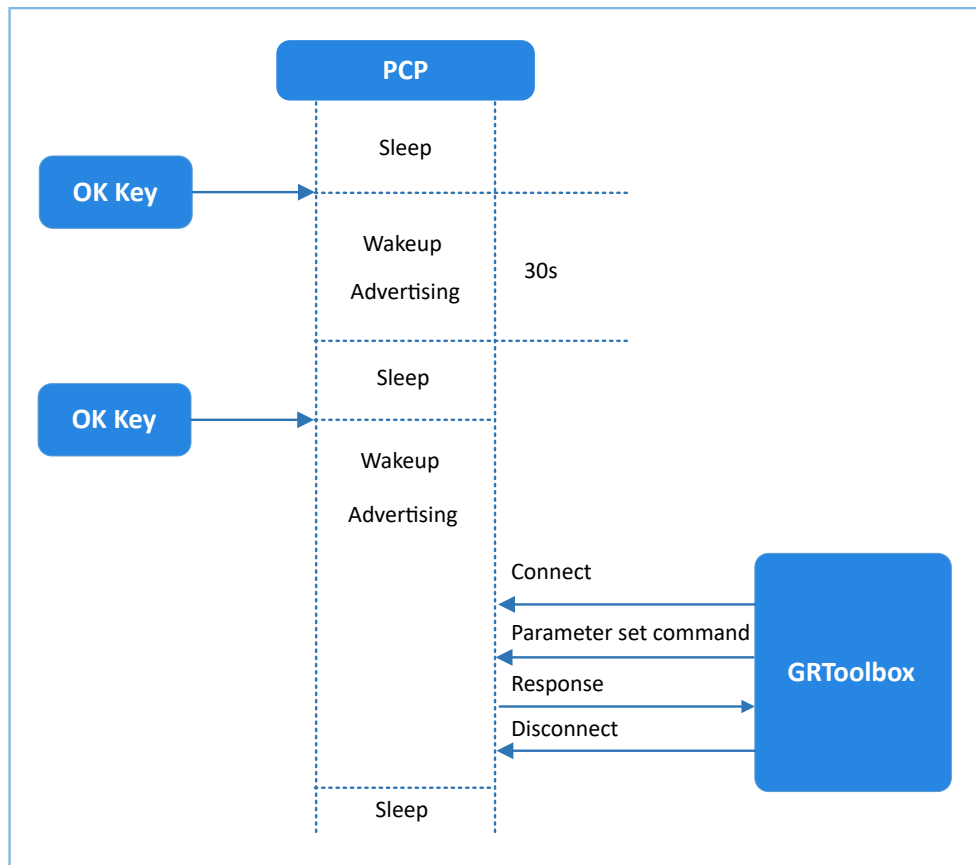 PCP
Sleep
OK Key
Wakeup
Advertising
30s
Sleep
OK Key
Wakeup
Advertising
Connect
Parameter set command
GRToolbox
Response
Disconnect
Sleep